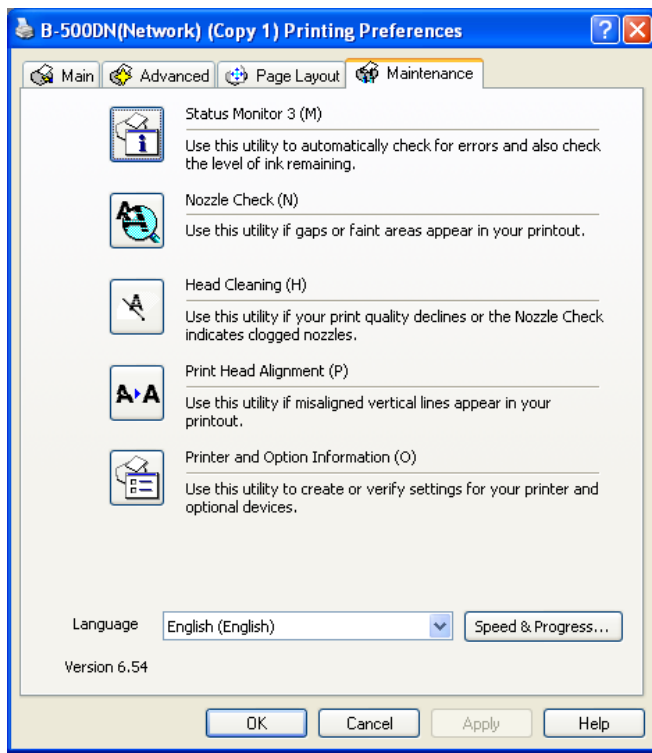 B-500DN(Network) (Copy 1) Printing Preferences
Main
Advanced
Page Layout
Maintenance
Status Monitor 3 (M)
Use this utility to automatically check for errors and also check
the level of ink remaining.
Nozzle Check (N)
Use this utility if gaps or faint areas appear in your printout.
Head Cleaning (H)
Use this utility if your print quality declines or the Nozzle Check
indicates clogged nozzles.
Print Head Alignment (P)
Use this utility if misaligned vertical lines appear in your
printout.
Printer and Option Information (O)
Use this utility to create or verify settings for your printer and
optional devices.
Language
English (English)
Speed & Progress...
Version 6.54
OK
Cancel
Apply
Help